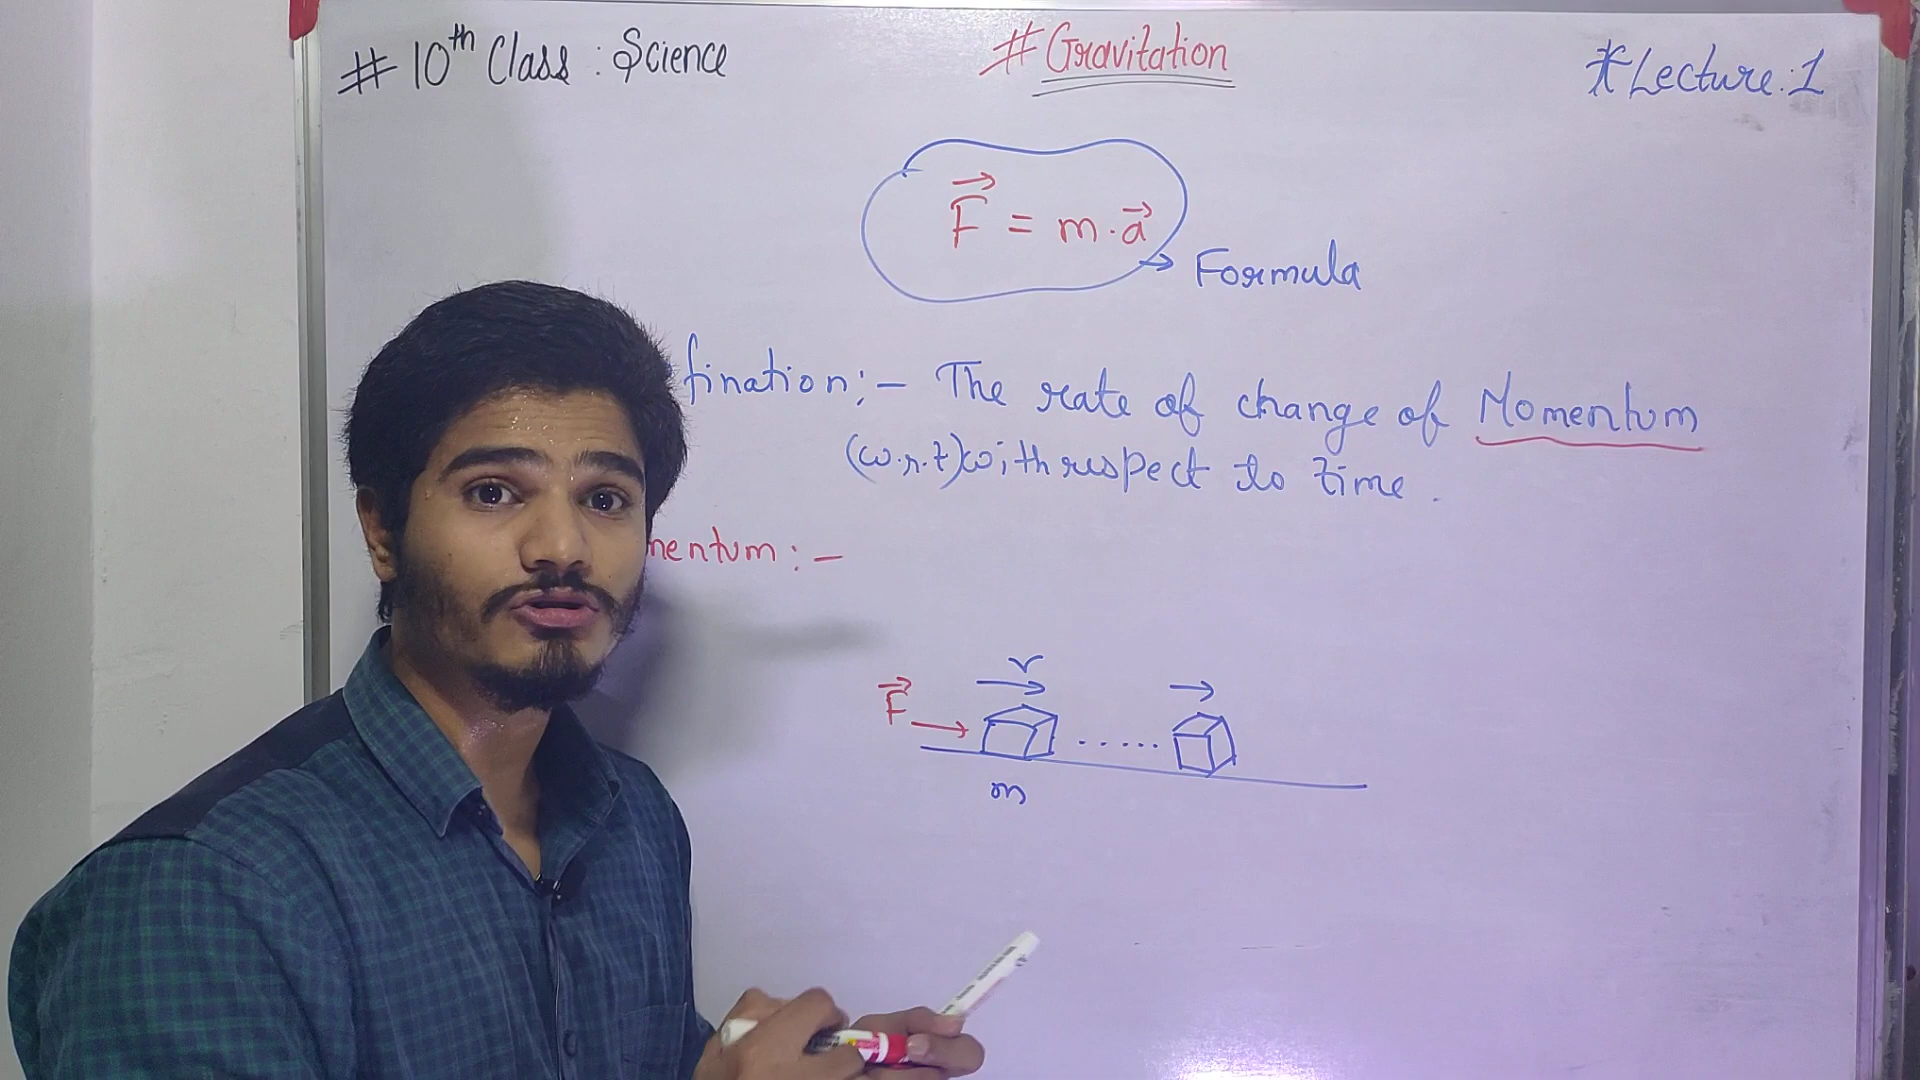 # 10th Class : Science
# Gravitation
* Lecture : 1
F = m . a
Formula
fination ; – The rate of change of Momentum
(w.r.t) with respect to time .
mentum : –
v
F
m